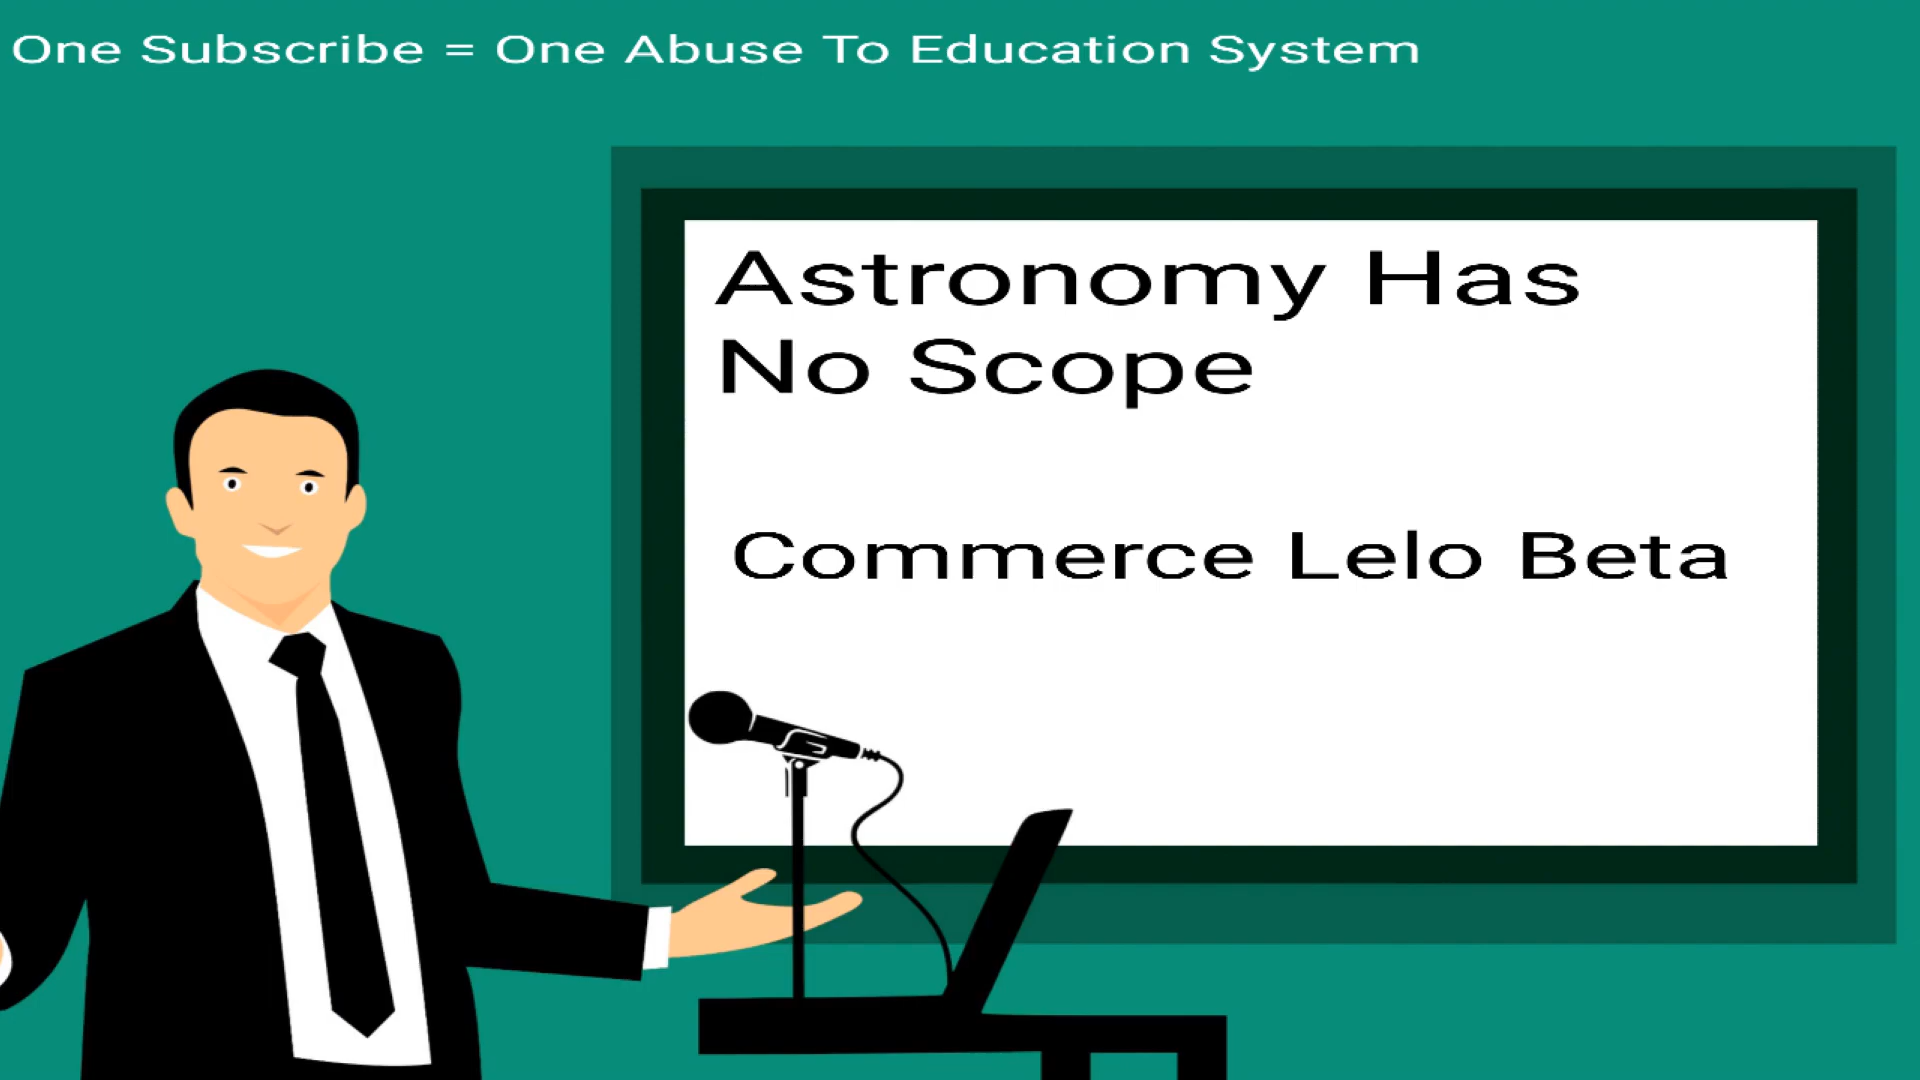 One Subscribe = One Abuse To Education System
Astronomy Has
No Scope
Commerce Lelo Beta